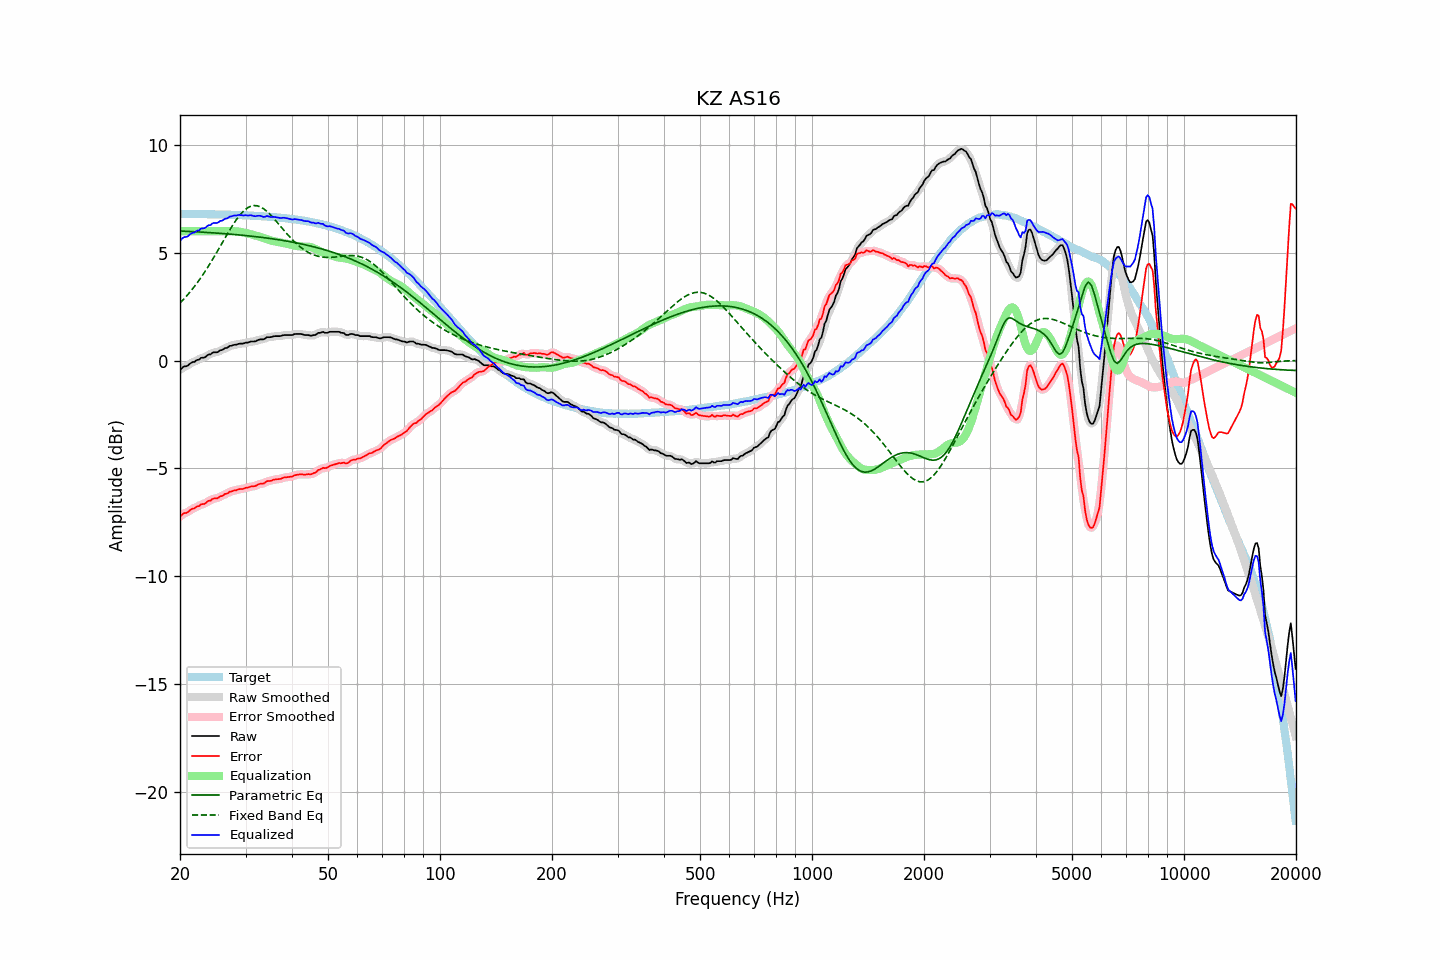 KZ AS16
10
5
0
−5
−10
−15
−20
Amplitude (dBr)
Target
Raw Smoothed
Error Smoothed
Raw
Error
Equalization
Parametric Eq
Fixed Band Eq
Equalized
20 50 100 200 500 1000 2000 5000 10000 20000
Frequency (Hz)